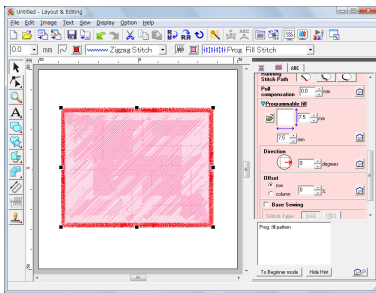 Untitled - Layout & Editing
File Edit Image Text Sew Display Option Help
0.0 mm Zigzag Stitch Prog. Fill Stitch
ABC
Running
Stitch Path
Pull
compensation 0.0 mm
Programmable fill
7.5 mm
7.5 mm
Direction
0 degrees
Offset
row
column 0 %
Base Sewing
Stitch Type
Prog. fill pattern
To Beginner mode Hide Hint